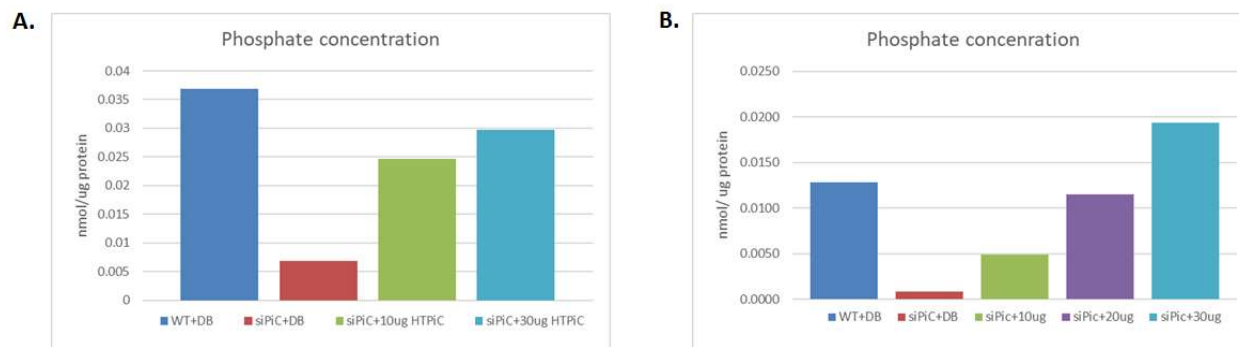 A.
Phosphate concentration
nmol/ug protein
0.04
0.035
0.03
0.025
0.02
0.015
0.01
0.005
0
WT+DB siPiC+DB siPiC+10ug HTPiC siPiC+30ug HTPiC
B.
Phosphate concenration
nmol/ ug protein
0.0250
0.0200
0.0150
0.0100
0.0050
0.0000
WT+DB siPiC+DB siPic+10ug siPic+20ug siPic+30ug